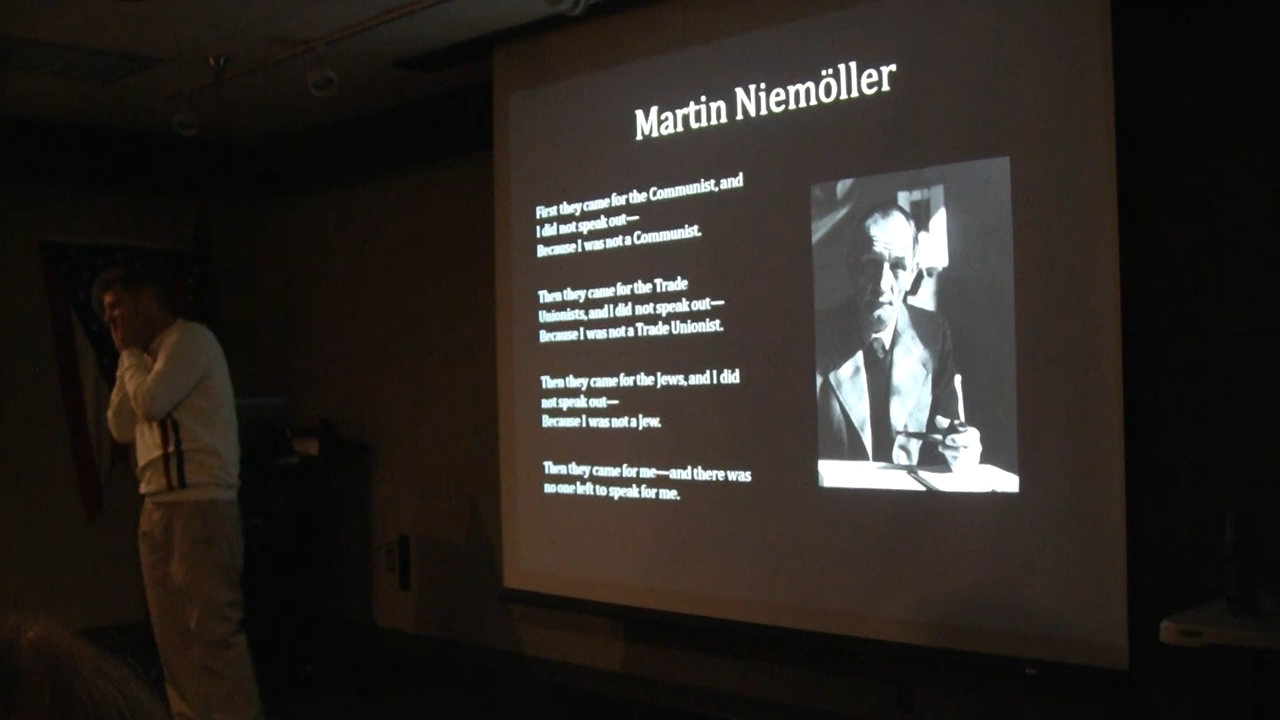 Martin Niemöller
First they came for the Communist, and
I did not speak out—
Because I was not a Communist.
Then they came for the Trade
Unionists, and I did not speak out—
Because I was not a Trade Unionist.
Then they came for the Jews, and I did
not speak out—
Because I was not a Jew.
Then they came for me—and there was
no one left to speak for me.